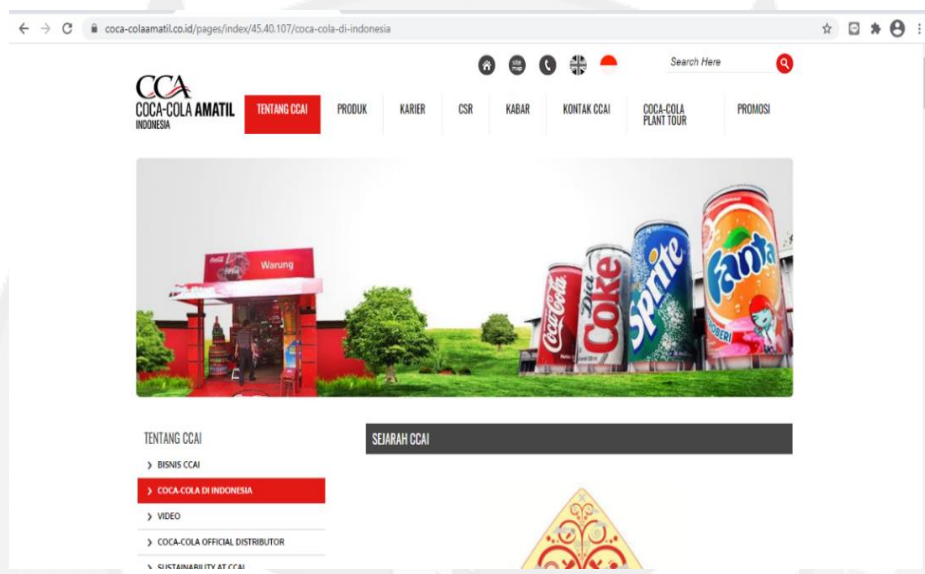 coca-colaamatil.co.id/pages/index/45.40.107/coca-cola-di-indonesia
Search Here
CCA
COCA-COLA AMATIL
INDONESIA
TENTANG CCAI
PRODUK
KARIER
CSR
KABAR
KONTAK CCAI
COCA-COLA
PLANT TOUR
PROMOSI
Warung
Coca-Cola
Diet
Coke
Sprite
Fanta
TENTANG CCAI
SEJARAH CCAI
BISNIS CCAI
COCA-COLA DI INDONESIA
VIDEO
COCA-COLA OFFICIAL DISTRIBUTOR
SUSTAINABILITY AT CCAI